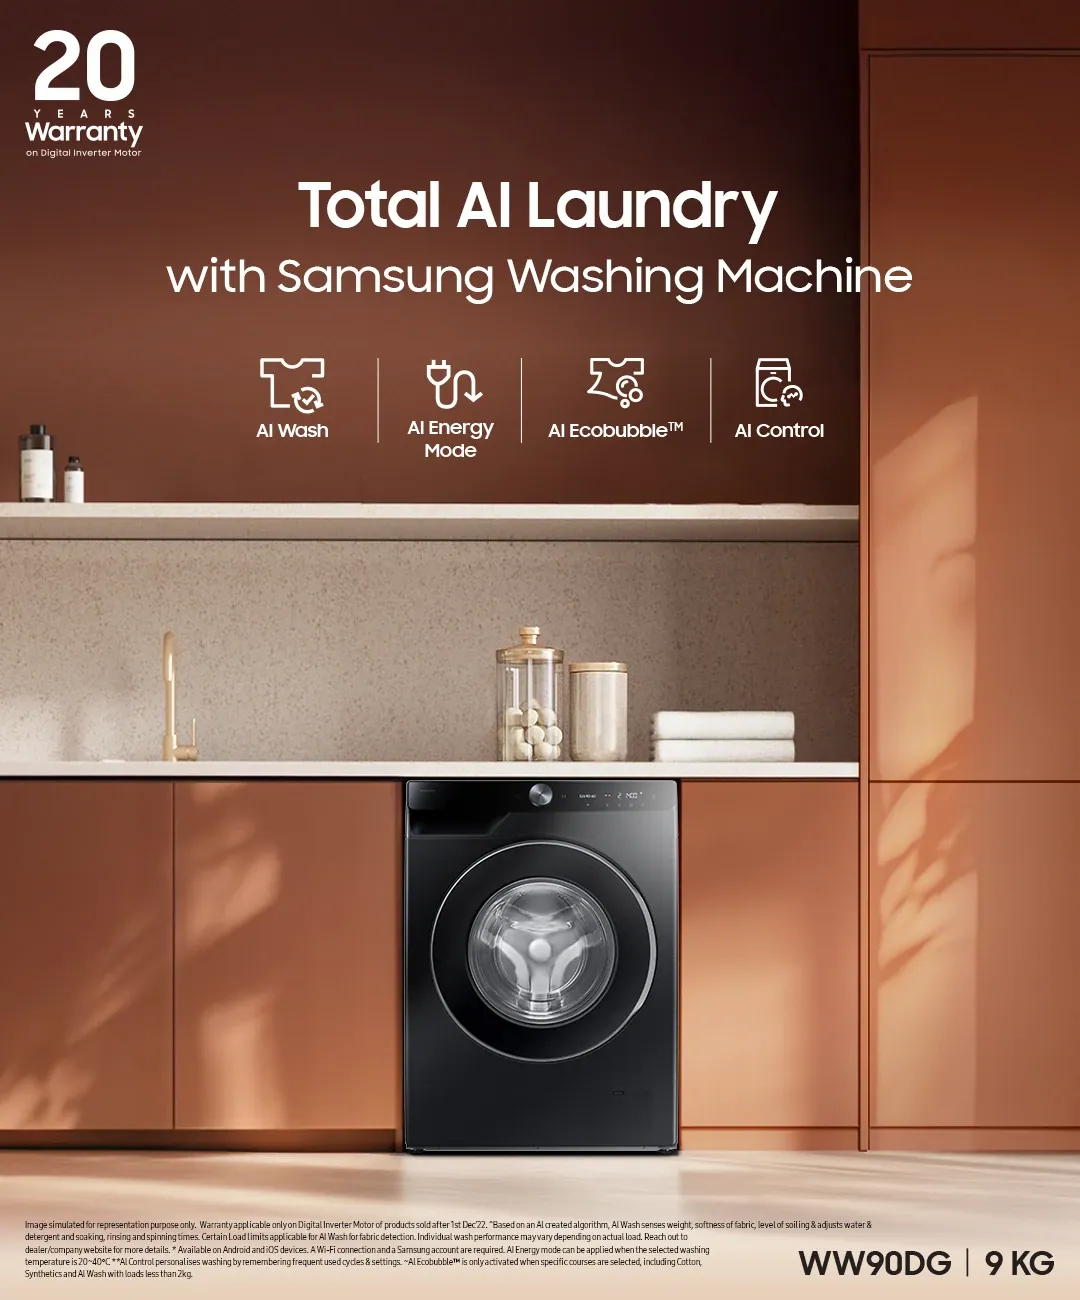 20
YEARS
Warranty
on Digital Inverter Motor
Total AI Laundry
with Samsung Washing Machine
AI Wash
AI Energy
Mode
AI Ecobubble™
AI Control
Image simulated for representation purpose only. Warranty applicable only on Digital Inverter Motor of products sold after 1st Dec'22. ^Based on an AI created algorithm, AI Wash senses weight, softness of fabric, level of soiling & adjusts water &
detergent and soaking, rinsing and spinning times. Certain Load limits applicable for AI Wash for fabric detection. Individual wash performance may vary depending on actual load. Reach out to
dealer/company website for more details. * Available on Android and iOS devices. A Wi-Fi connection and a Samsung account are required. AI Energy mode can be applied when the selected washing
temperature is 20~40°C **AI Control personalises washing by remembering frequent used cycles & settings. ~AI Ecobubble™ is only activated when specific courses are selected, including Cotton,
Synthetics and AI Wash with loads less than 2kg.
WW90DG | 9 KG